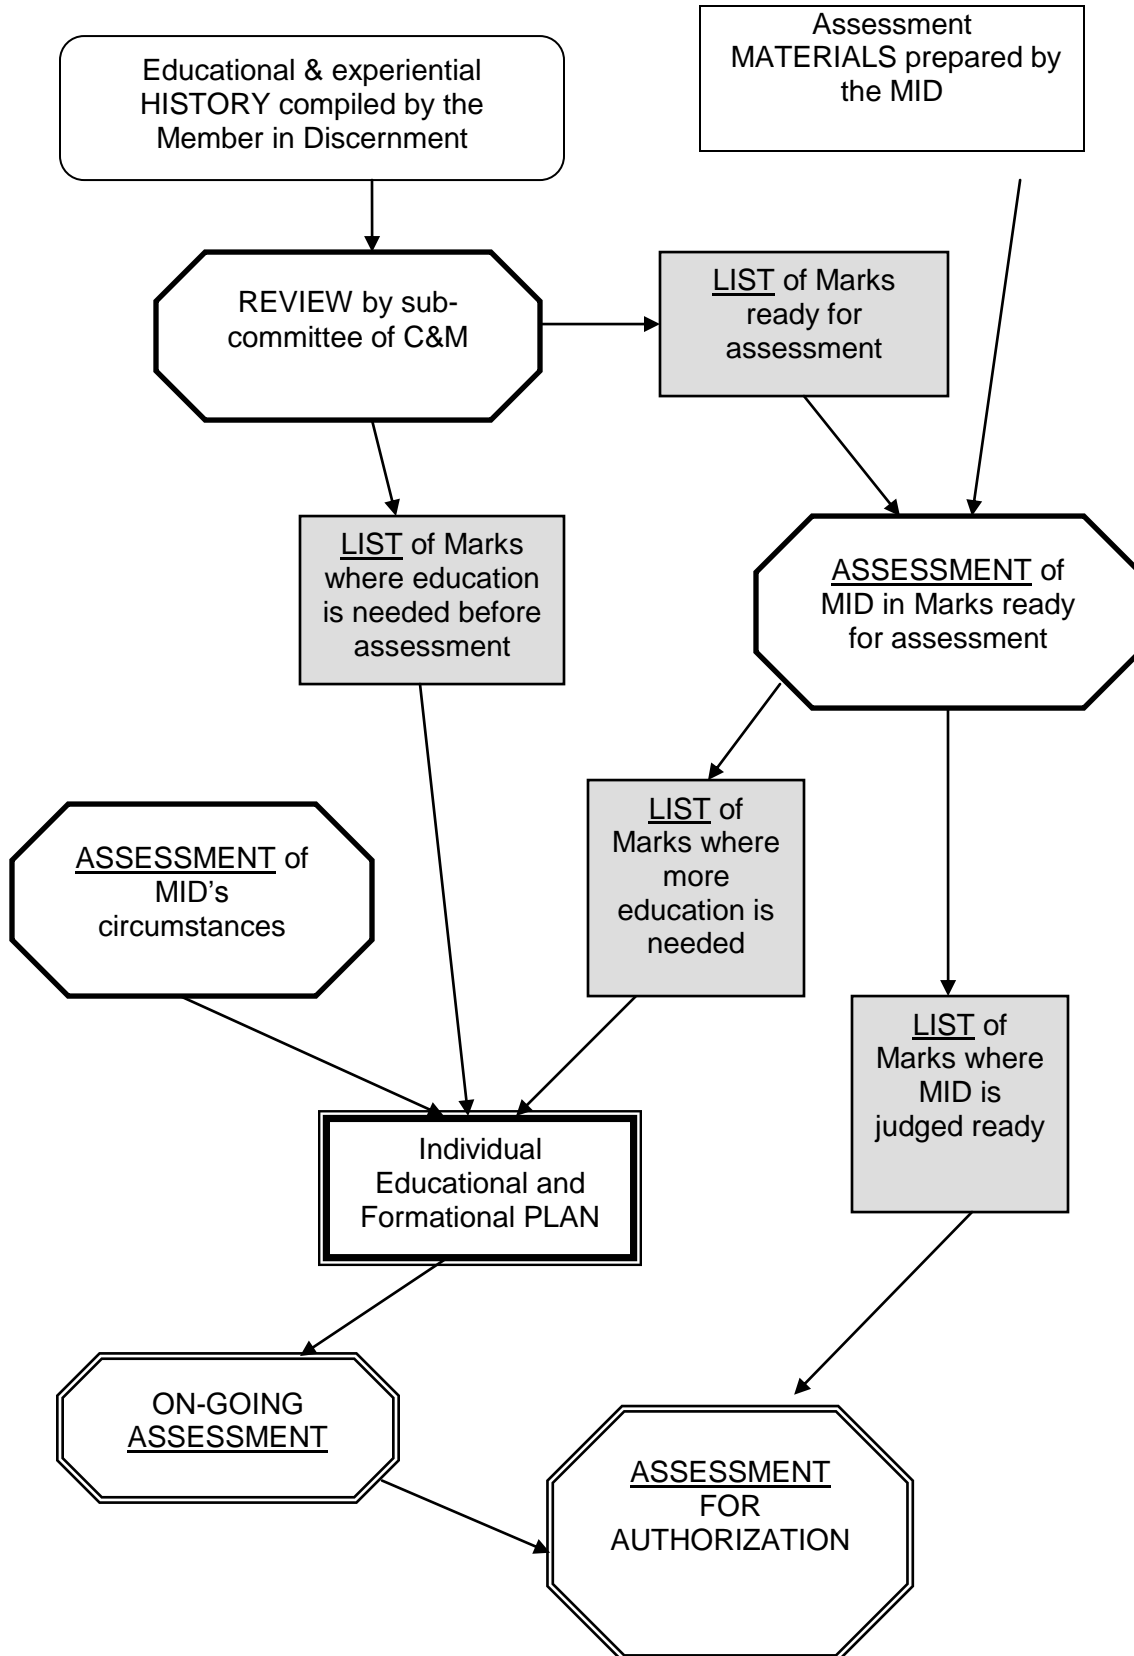 Educational & experiential
HISTORY compiled by the
Member in Discernment
Assessment
MATERIALS prepared by
the MID
REVIEW by sub-
committee of C&M
LIST of Marks
ready for
assessment
LIST of Marks
where education
is needed before
assessment
ASSESSMENT of
MID in Marks ready
for assessment
ASSESSMENT of
MID’s
circumstances
LIST of
Marks where
more
education is
needed
LIST of
Marks where
MID is
judged ready
Individual
Educational and
Formational PLAN
ON-GOING
ASSESSMENT
ASSESSMENT
FOR
AUTHORIZATION